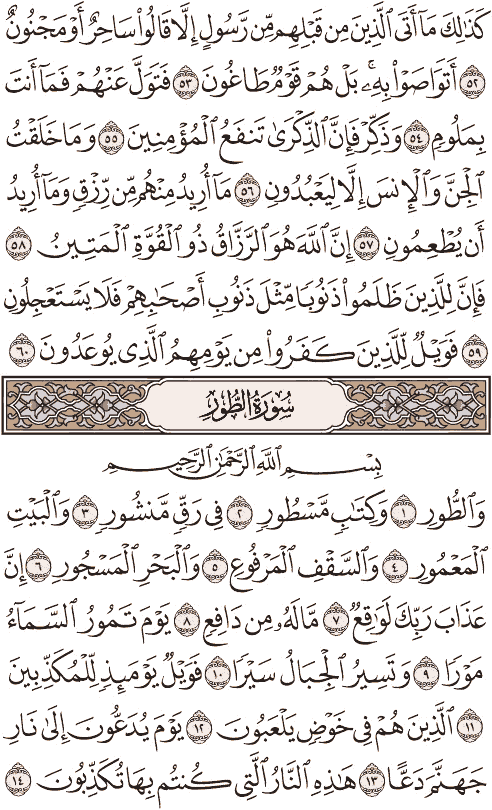 كَذَٰلِكَ مَآ أَتَى ٱلَّذِينَ مِن قَبْلِهِم مِّن رَّسُولٍ إِلَّا قَالُوا۟ سَاحِرٌ أَوْ مَجْنُونٌ
٥٢ أَتَوَاصَوْا۟ بِهِۦ ۚ بَلْ هُمْ قَوْمٌ طَاغُونَ ٥٣ فَتَوَلَّ عَنْهُمْ فَمَآ أَنتَ
بِمَلُومٍ ٥٤ وَذَكِّرْ فَإِنَّ ٱلذِّكْرَىٰ تَنفَعُ ٱلْمُؤْمِنِينَ ٥٥ وَمَا خَلَقْتُ
ٱلْجِنَّ وَٱلْإِنسَ إِلَّا لِيَعْبُدُونِ ٥٦ مَآ أُرِيدُ مِنْهُم مِّن رِّزْقٍ وَمَآ أُرِيدُ
أَن يُطْعِمُونِ ٥٧ إِنَّ ٱللَّهَ هُوَ ٱلرَّزَّاقُ ذُو ٱلْقُوَّةِ ٱلْمَتِينُ ٥٨
فَإِنَّ لِلَّذِينَ ظَلَمُوا۟ ذَنُوبًا مِّثْلَ ذَنُوبِ أَصْحَٰبِهِمْ فَلَا يَسْتَعْجِلُونِ
٥٩ فَوَيْلٌ لِّلَّذِينَ كَفَرُوا۟ مِن يَوْمِهِمُ ٱلَّذِى يُوعَدُونَ ٦٠
سُورَةُ الطُّورِ
بِسْمِ ٱللَّهِ ٱلرَّحْمَٰنِ ٱلرَّحِيمِ
وَٱلطُّورِ ١ وَكِتَٰبٍ مَّسْطُورٍ ٢ فِى رَقٍّ مَّنشُورٍ ٣ وَٱلْبَيْتِ
ٱلْمَعْمُورِ ٤ وَٱلسَّقْفِ ٱلْمَرْفُوعِ ٥ وَٱلْبَحْرِ ٱلْمَسْجُورِ ٦ إِنَّ
عَذَابَ رَبِّكَ لَوَٰقِعٌ ٧ مَّا لَهُۥ مِن دَافِعٍ ٨ يَوْمَ تَمُورُ ٱلسَّمَآءُ
مَوْرًا ٩ وَتَسِيرُ ٱلْجِبَالُ سَيْرًا ١٠ فَوَيْلٌ يَوْمَئِذٍ لِّلْمُكَذِّبِينَ
١١ ٱلَّذِينَ هُمْ فِى خَوْضٍ يَلْعَبُونَ ١٢ يَوْمَ يُدَعُّونَ إِلَىٰ نَارِ
جَهَنَّمَ دَعًّا ١٣ هَٰذِهِ ٱلنَّارُ ٱلَّتِى كُنتُم بِهَا تُكَذِّبُونَ ١٤